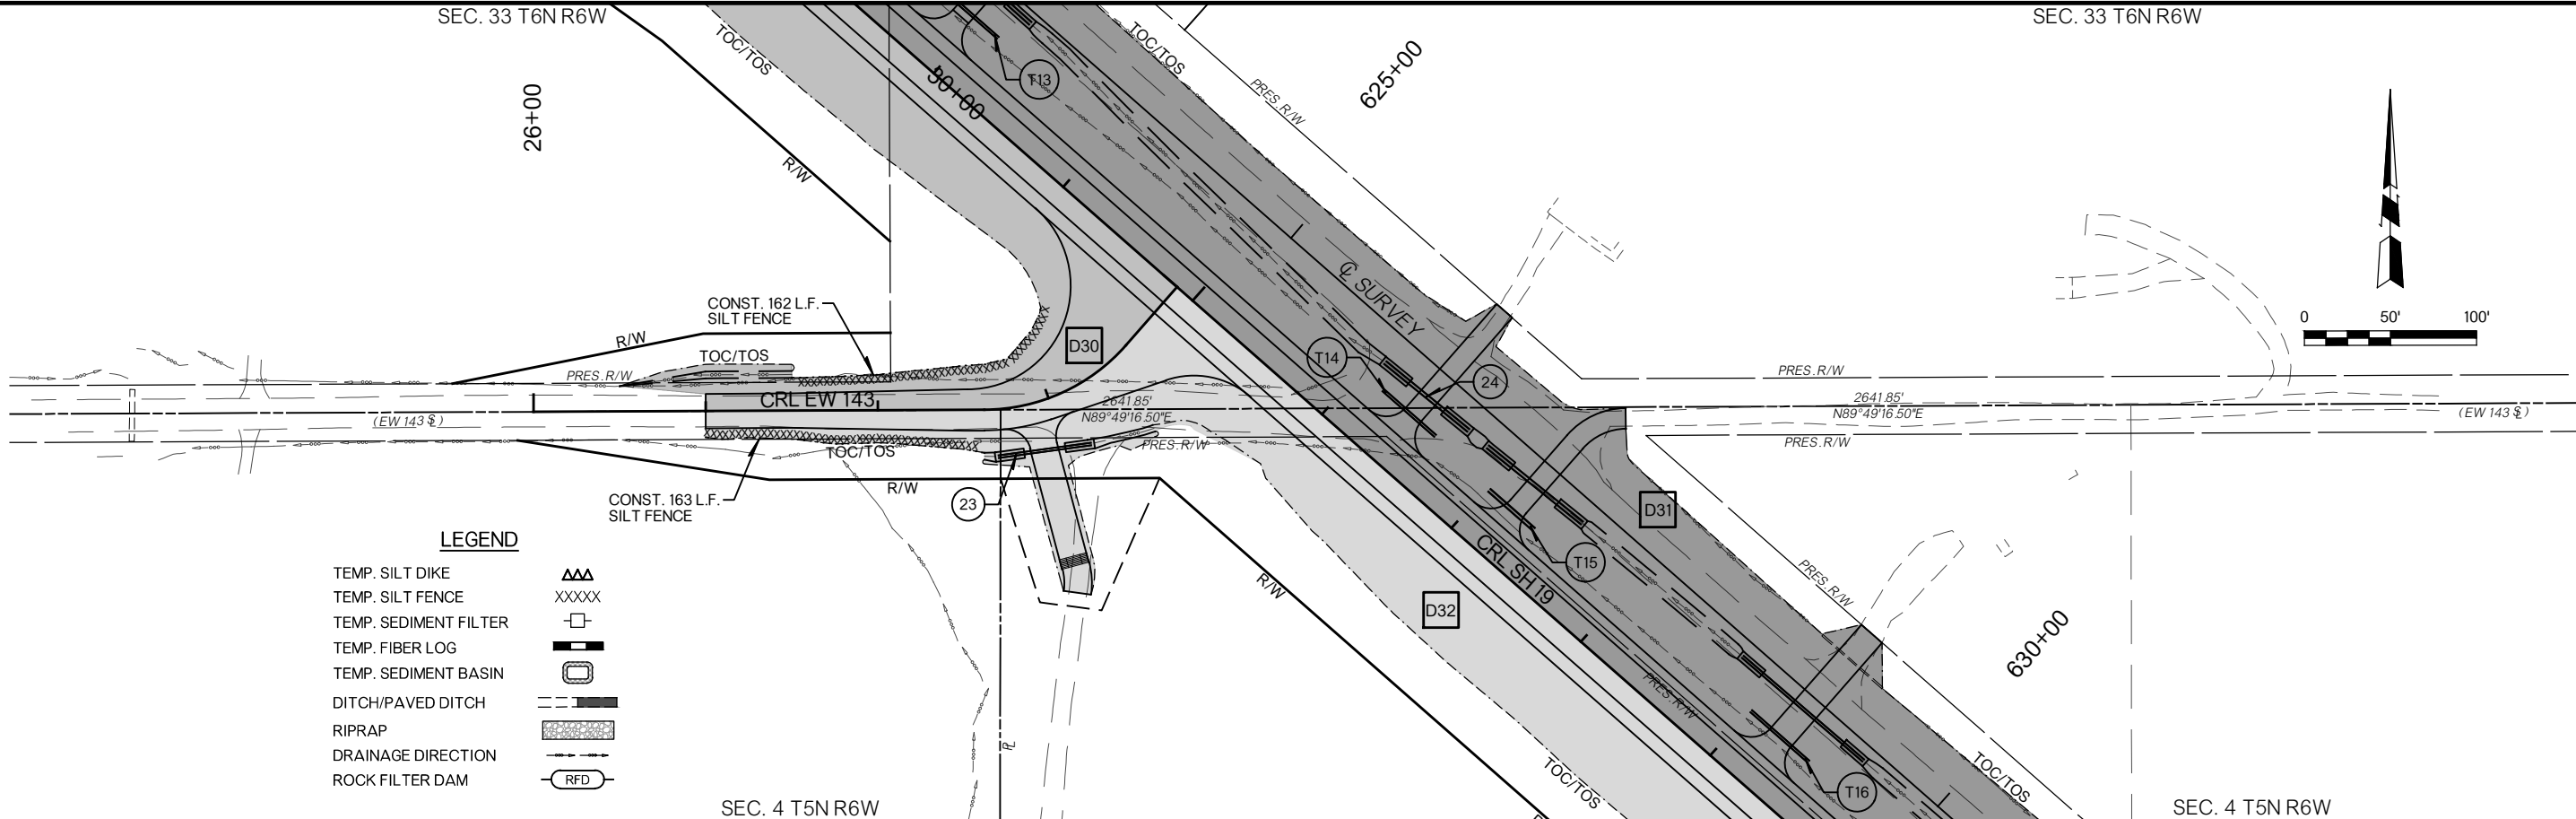 SEC. 33 T6N R6W
SEC. 33 T6N R6W
TOC/TOS
TOC/TOS
26+00
90+00
T13
625+00
PRES. R/W
R/W
℄ SURVEY
CONST. 162 L.F.
SILT FENCE
0 50' 100'
R/W
D30
TOC/TOS
PRES. R/W
T14
24
PRES. R/W
CRL EW 143
2641.85'
N89°49'16.50"E
2641.85'
N89°49'16.50"E
(EW 143 ℄)
(EW 143 ℄)
PRES. R/W
PRES. R/W
TOC/TOS
R/W
CONST. 163 L.F.
SILT FENCE
23
D31
T15
CRL SH 19
R/W
D32
PRES. R/W
630+00
PRES. R/W
LEGEND
TEMP. SILT DIKE
TEMP. SILT FENCE XXXXX
TEMP. SEDIMENT FILTER
TEMP. FIBER LOG
TEMP. SEDIMENT BASIN
DITCH/PAVED DITCH
RIPRAP
DRAINAGE DIRECTION
ROCK FILTER DAM RFD
PL
TOC/TOS
T16
TOC/TOS
SEC. 4 T5N R6W
SEC. 4 T5N R6W